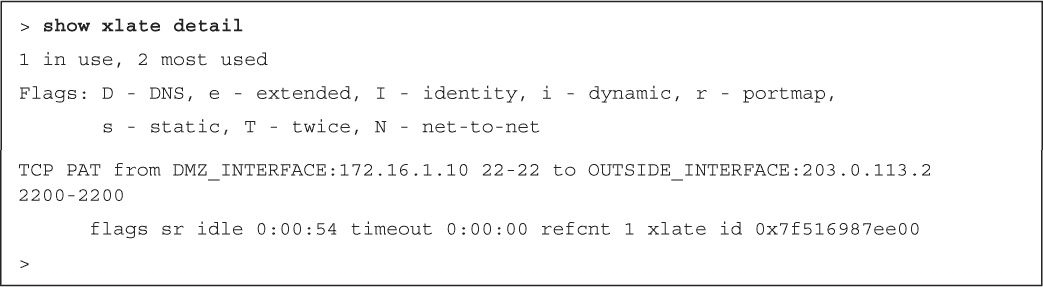 > show xlate detail
1 in use, 2 most used
Flags: D - DNS, e - extended, I - identity, i - dynamic, r - portmap,
s - static, T - twice, N - net-to-net
TCP PAT from DMZ_INTERFACE:172.16.1.10 22-22 to OUTSIDE_INTERFACE:203.0.113.2
2200-2200
flags sr idle 0:00:54 timeout 0:00:00 refcnt 1 xlate id 0x7f516987ee00
>